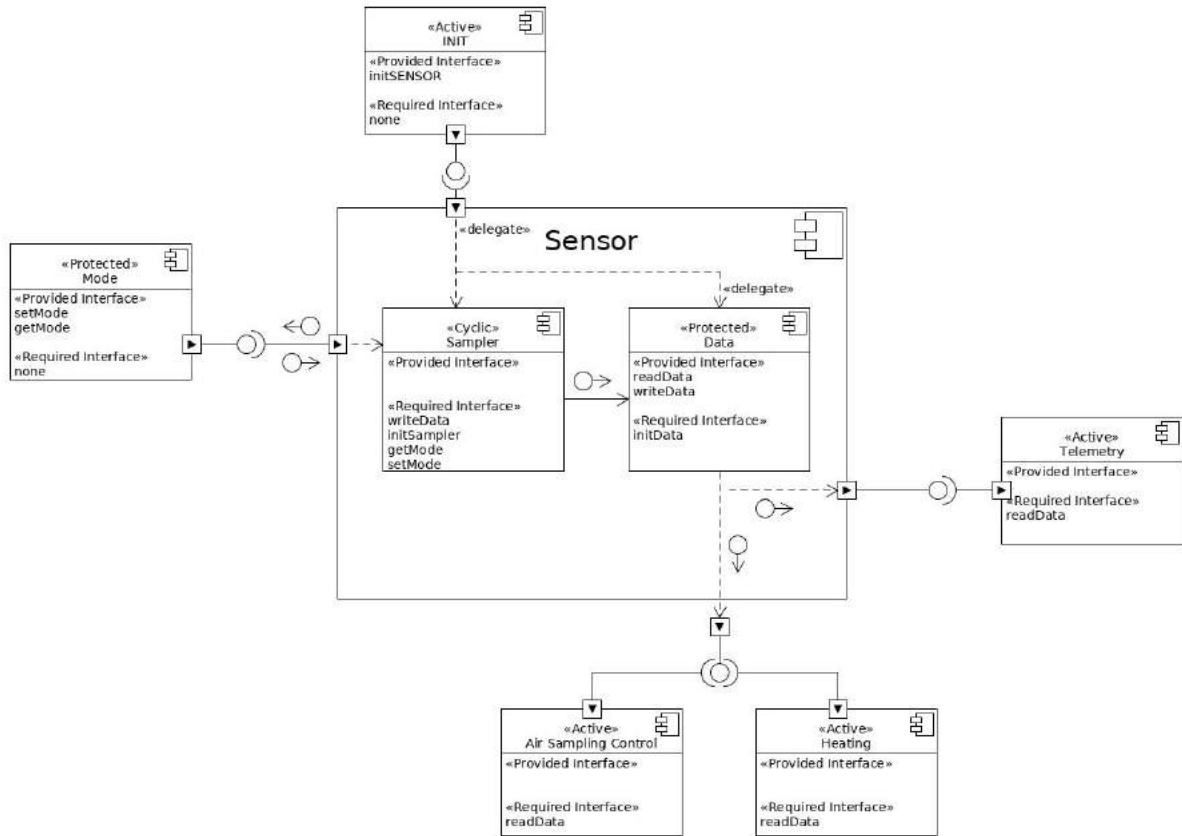 «Active»
INIT
«Provided Interface»
initSENSOR
«Required Interface»
none
«delegate»
Sensor
«Protected»
Mode
«Provided Interface»
setMode
getMode
«Required Interface»
none
«delegate»
«Cyclic»
Sampler
«Provided Interface»
«Required Interface»
writeData
initSampler
getMode
setMode
«Protected»
Data
«Provided Interface»
readData
writeData
«Required Interface»
initData
«Active»
Telemetry
«Provided Interface»
«Required Interface»
readData
«Active»
Air Sampling Control
«Provided Interface»
«Required Interface»
readData
«Active»
Heating
«Provided Interface»
«Required Interface»
readData